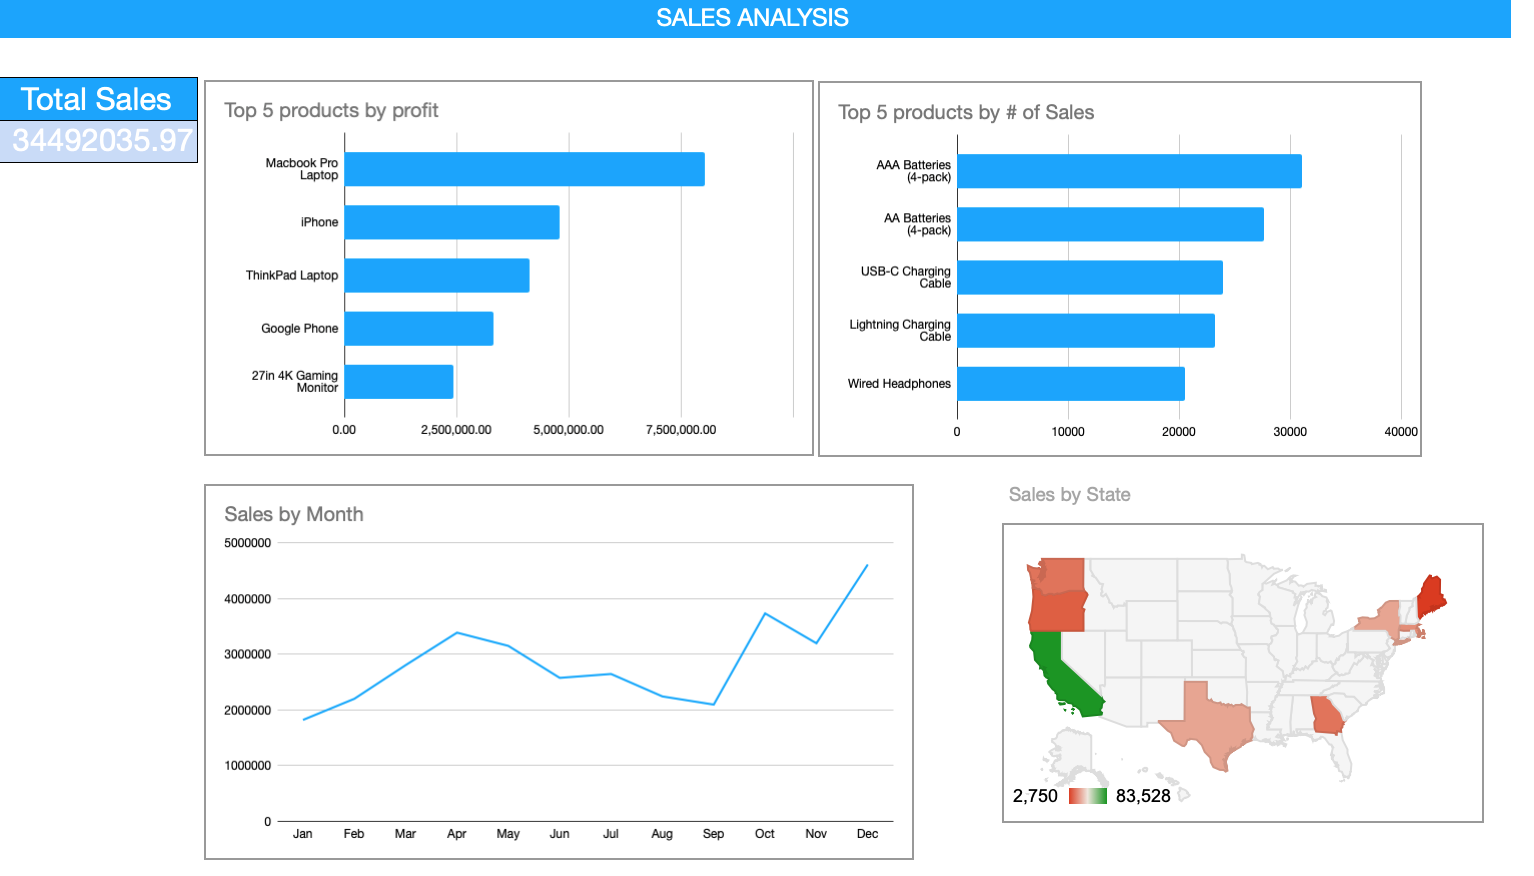 SALES ANALYSIS
Total Sales
34492035.97
Top 5 products by profit
Macbook Pro
Laptop
iPhone
ThinkPad Laptop
Google Phone
27in 4K Gaming
Monitor
0.00 2,500,000.00 5,000,000.00 7,500,000.00
Top 5 products by # of Sales
AAA Batteries
(4-pack)
AA Batteries
(4-pack)
USB-C Charging
Cable
Lightning Charging
Cable
Wired Headphones
0 10000 20000 30000 40000
Sales by Month
5000000
4000000
3000000
2000000
1000000
0
Jan Feb Mar Apr May Jun Jul Aug Sep Oct Nov Dec
Sales by State
2,750 83,528